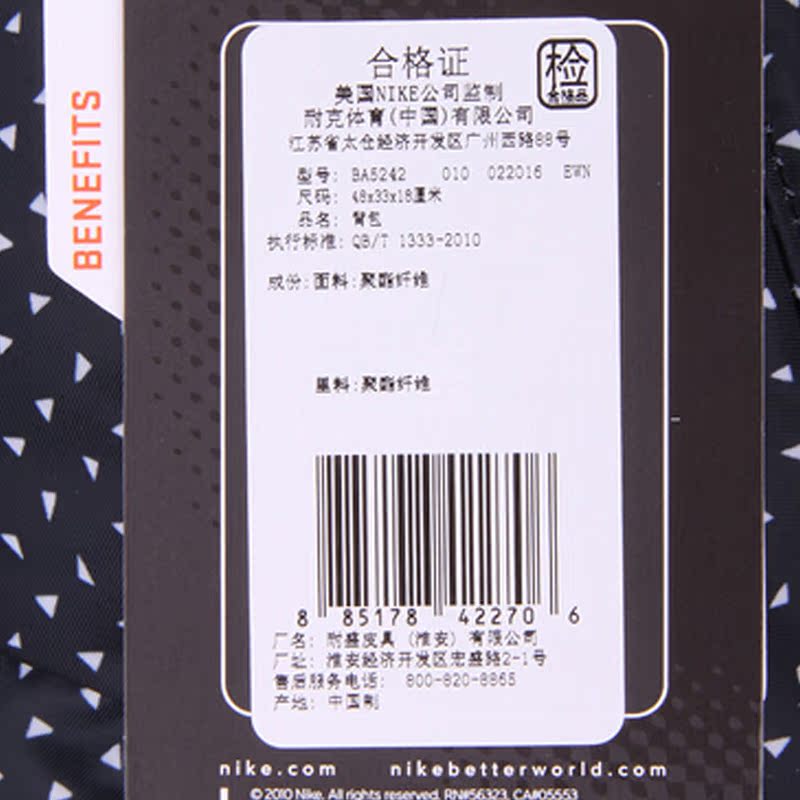 BENEFITS
合格证
检
合格品
美国NIKE公司监制
耐克体育(中国)有限公司
江苏省太仓经济开发区广州西路88号
型号: BA5242 010 022016 EWN
尺码: 48x33x18厘米
品名: 背包
执行标准: QB/T 1333-2010
成份:面料:聚酯纤维
里料:聚酯纤维
8 85178 42270 6
厂名: 耐盛皮具 (淮安) 有限公司
厂址: 淮安经济开发区宏盛路2-1号
售后服务电话: 800-820-8865
产地: 中国制
nike.com nikebetterworld.com
© 2010 Nike. All rights reserved. RN#56323, CA#05553